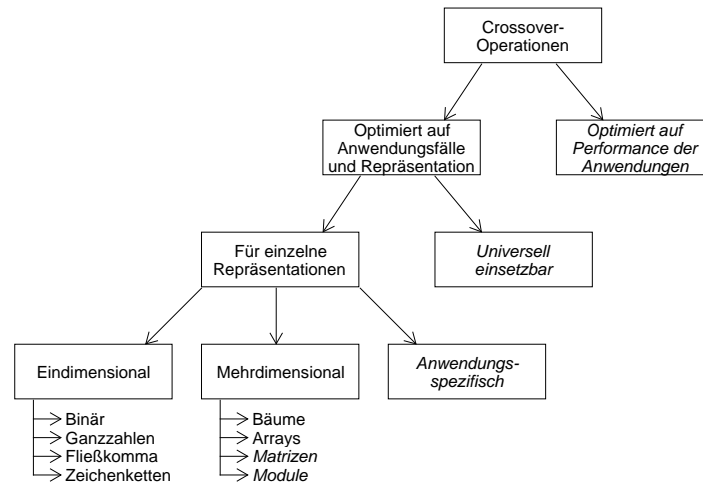 Crossover-
Operationen
Optimiert auf
Anwendungsfälle
und Repräsentation
Optimiert auf
Performance der
Anwendungen
Für einzelne
Repräsentationen
Universell
einsetzbar
Eindimensional
Mehrdimensional
Anwendungs-
spezifisch
Binär
Ganzzahlen
Fließkomma
Zeichenketten
Bäume
Arrays
Matrizen
Module